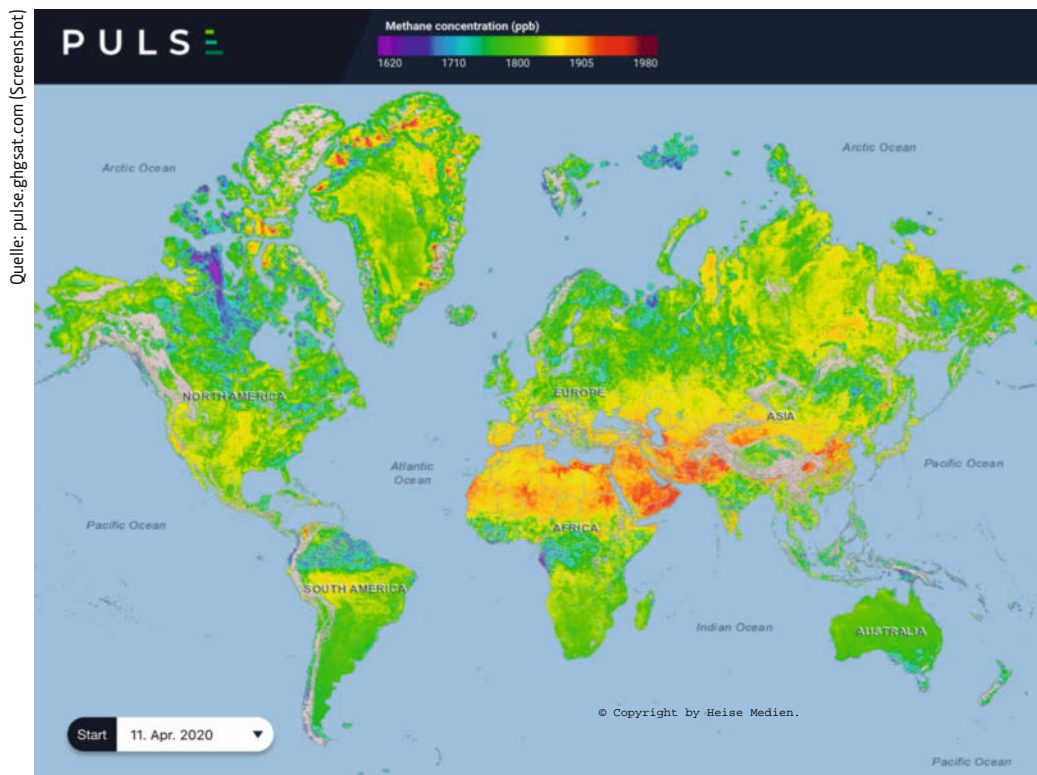 Quelle: pulse.ghgsat.com (Screenshot)
PULSE
Methane concentration (ppb)
1620 1710 1800 1905 1980
Arctic Ocean
Arctic Ocean
NORTH AMERICA
EUROPE
ASIA
Atlantic
Ocean
Pacific Ocean
Pacific Ocean
AFRICA
SOUTH AMERICA
Indian Ocean
AUSTRALIA
© Copyright by Heise Medien.
Start 11. Apr. 2020
Pacific Ocean